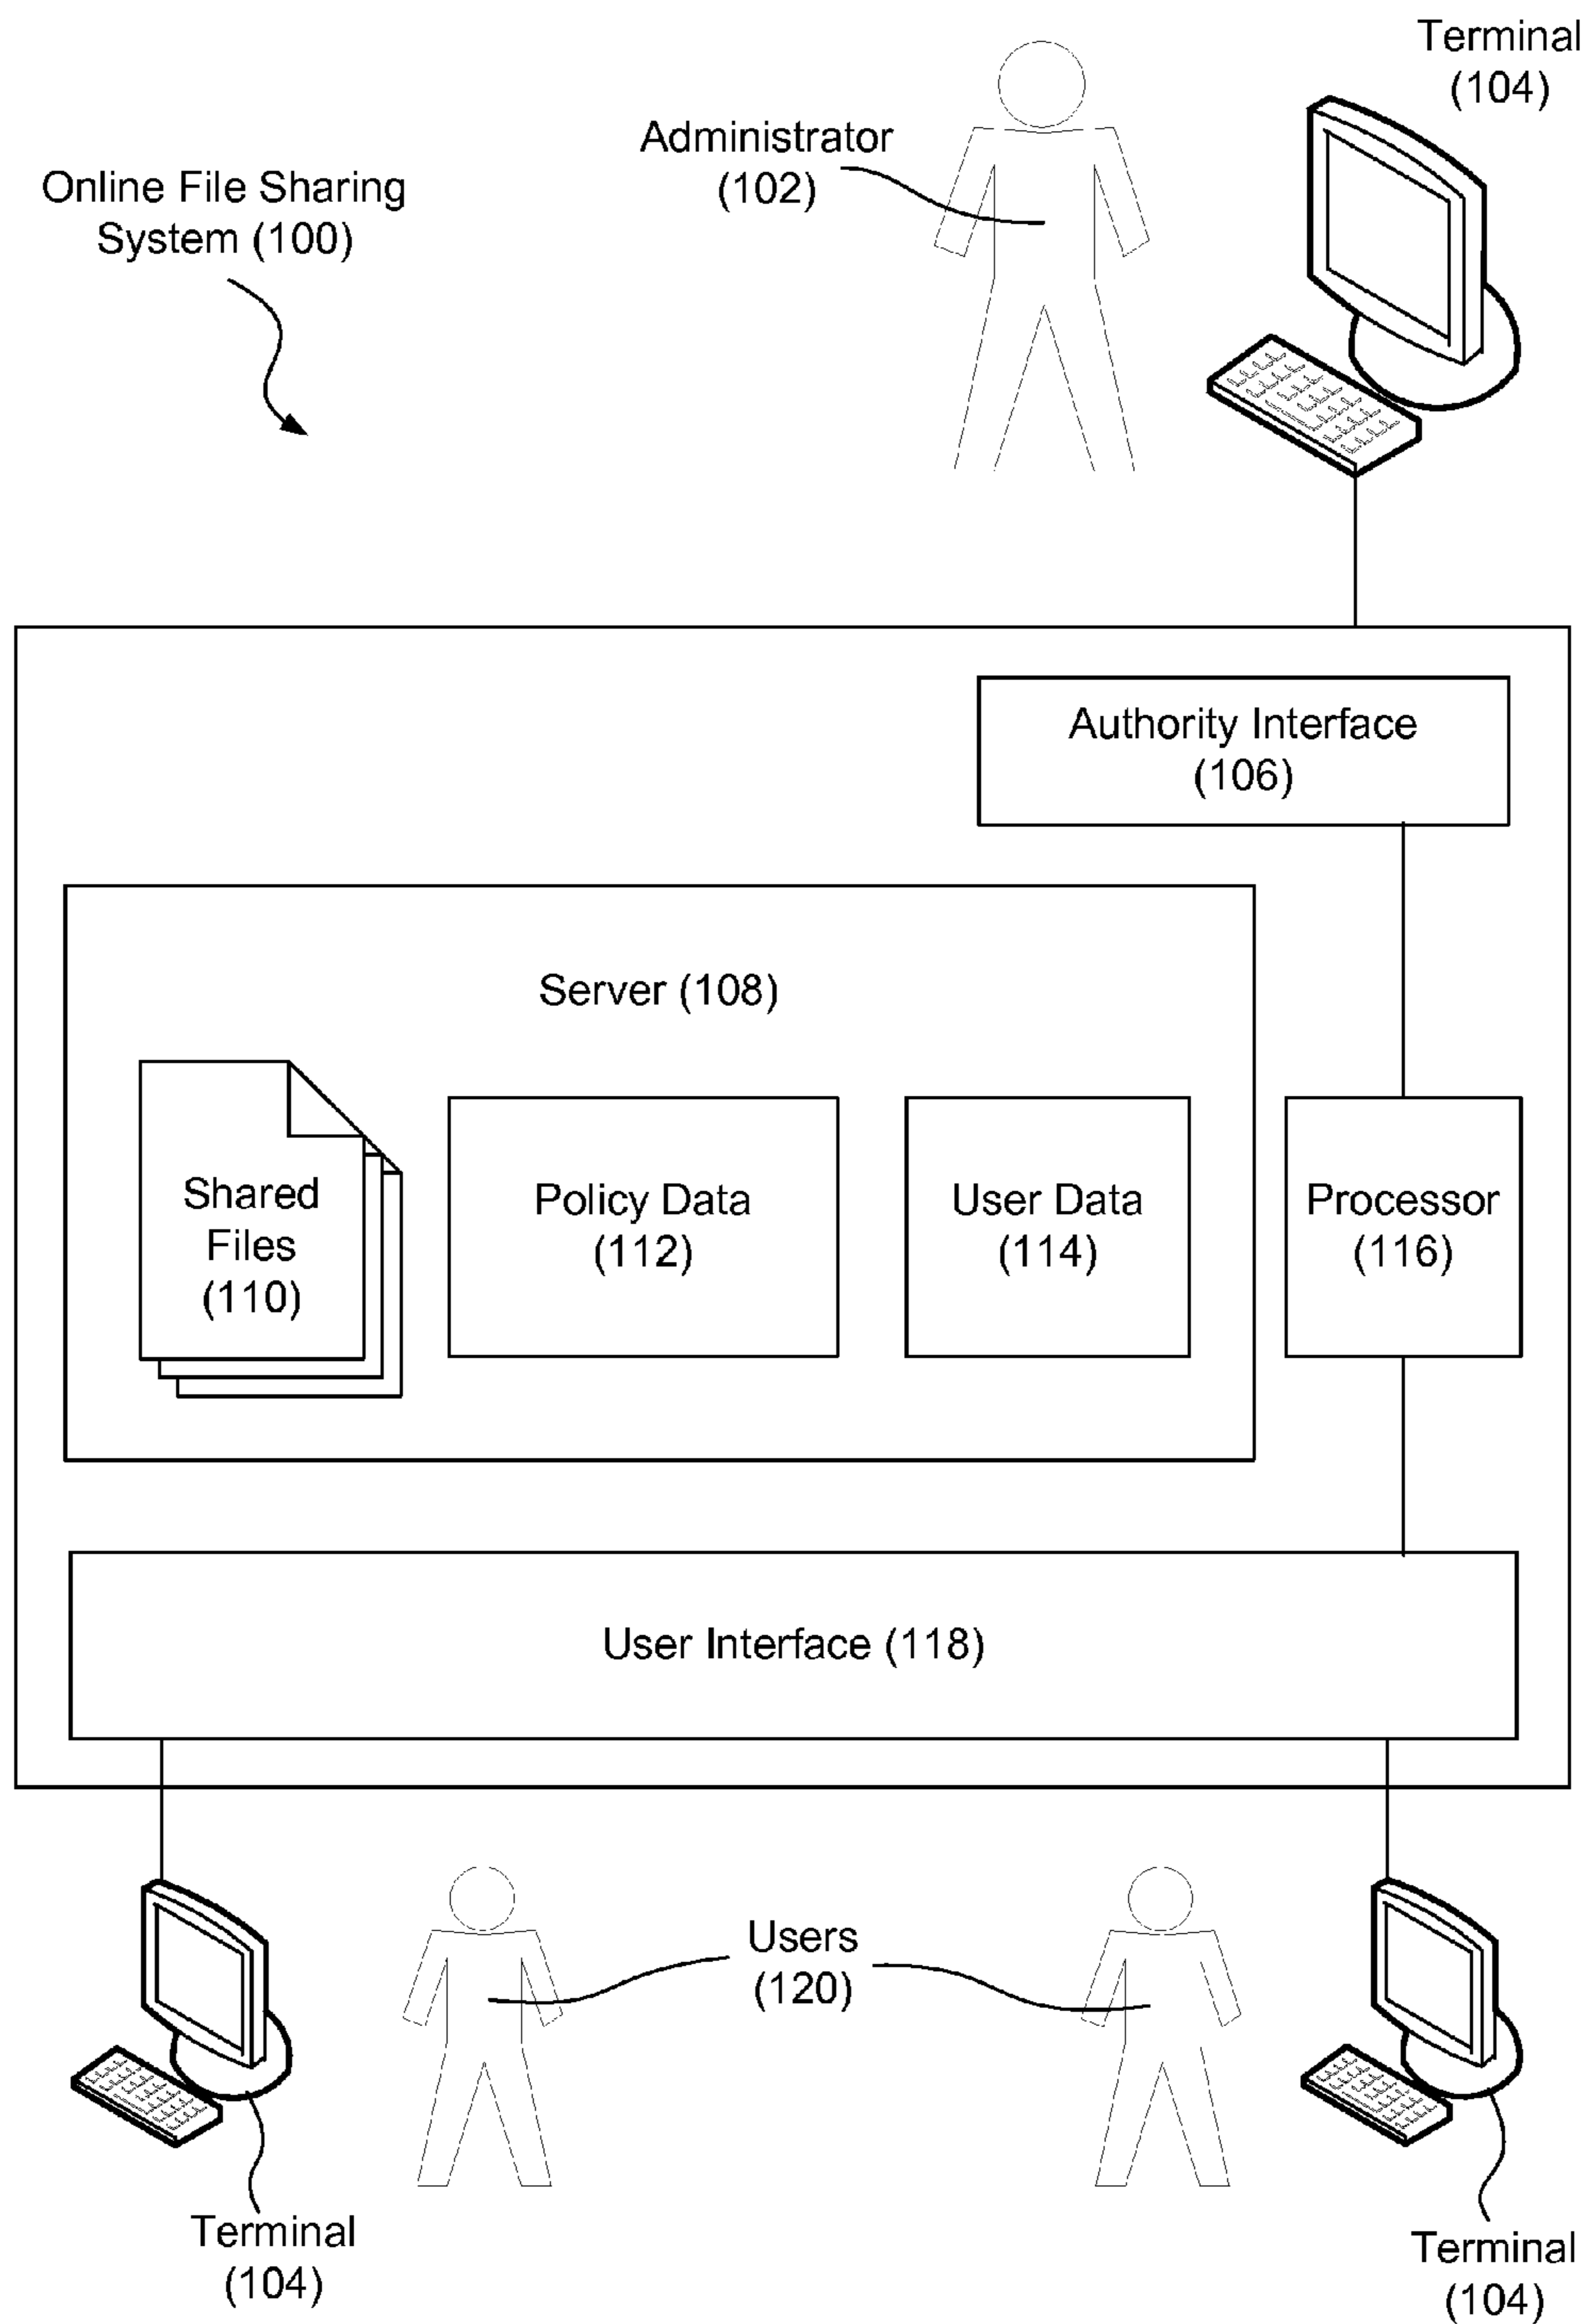 Terminal
(104)
Administrator
(102)
Online File Sharing
System (100)
Authority Interface
(106)
Server (108)
Shared
Files
(110)
Policy Data
(112)
User Data
(114)
Processor
(116)
User Interface (118)
Users
(120)
Terminal
(104)
Terminal
(104)